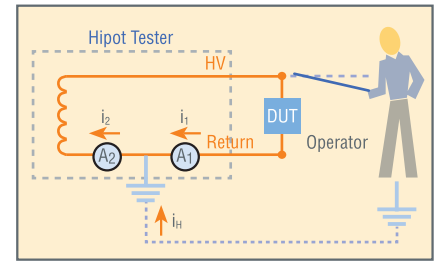 Hipot Tester
HV
i2
i1
DUT
A2
A1
Return
Operator
iH